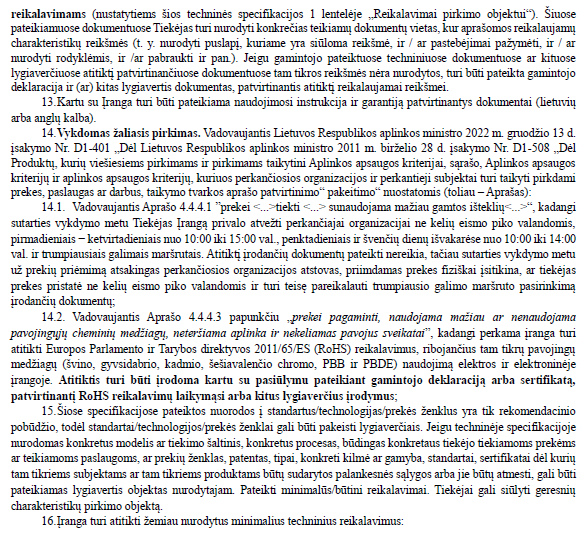 reikalavimams (nustatytiems šios techninės specifikacijos 1 lentelėje „Reikalavimai pirkimo objektui“). Šiuose
pateikiamuose dokumentuose Tiekėjas turi nurodyti konkrečias teikiamų dokumentų vietas, kur aprašomos reikalaujamų
charakteristikų reikšmės (t. y. nurodyti puslapį, kuriame yra siūloma reikšmė, ir / ar pastebėjimai pažymėti, ir / ar
nurodyti rodyklėmis, ir /ar pabraukti ir pan.). Jeigu gamintojo pateiktuose techniniuose dokumentuose ar kituose
lygiaverčiuose atitiktį patvirtinančiuose dokumentuose tam tikros reikšmės nėra nurodytos, turi būti pateikta gamintojo
deklaracija ir (ar) kitas lygiavertis dokumentas, patvirtinantis atitiktį reikalaujamai reikšmei.
13.Kartu su Įranga turi būti pateikiama naudojimosi instrukcija ir garantiją patvirtinantys dokumentai (lietuvių
arba anglų kalba).
14.Vykdomas žaliasis pirkimas. Vadovaujantis Lietuvos Respublikos aplinkos ministro 2022 m. gruodžio 13 d.
įsakymo Nr. D1-401 „Dėl Lietuvos Respublikos aplinkos ministro 2011 m. birželio 28 d. įsakymo Nr. D1-508 „Dėl
Produktų, kurių viešiesiems pirkimams ir pirkimams taikytini Aplinkos apsaugos kriterijai, sąrašo, Aplinkos apsaugos
kriterijų ir aplinkos apsaugos kriterijų, kuriuos perkančiosios organizacijos ir perkantieji subjektai turi taikyti pirkdami
prekes, paslaugas ar darbus, taikymo tvarkos aprašo patvirtinimo“ pakeitimo“ nuostatomis (toliau – Aprašas):
14.1. Vadovaujantis Aprašo 4.4.4.1 ”prekei <...>tiekti <...> sunaudojama mažiau gamtos išteklių<...>“, kadangi
sutarties vykdymo metu Tiekėjas Įrangą privalo atvežti perkančiajai organizacijai ne kelių eismo piko valandomis,
pirmadieniais – ketvirtadieniais nuo 10:00 iki 15:00 val., penktadieniais ir švenčių dienų išvakarėse nuo 10:00 iki 14:00
val. ir trumpiausiais galimais maršrutais. Atitiktį įrodančių dokumentų pateikti nereikia, tačiau sutarties vykdymo metu
už prekių priėmimą atsakingas perkančiosios organizacijos atstovas, priimdamas prekes fiziškai įsitikina, ar tiekėjas
prekes pristatė ne kelių eismo piko valandomis ir turi teisę pareikalauti trumpiausio galimo maršruto pasirinkimą
įrodančių dokumentų;
14.2. Vadovaujantis Aprašo 4.4.4.3 papunkčiu „prekei pagaminti, naudojama mažiau ar nenaudojama
pavojingųjų cheminių medžiagų, neteršiama aplinka ir nekeliamas pavojus sveikatai”, kadangi perkama įranga turi
atitikti Europos Parlamento ir Tarybos direktyvos 2011/65/ES (RoHS) reikalavimus, ribojančius tam tikrų pavojingų
medžiagų (švino, gyvsidabrio, kadmio, šešiavalenčio chromo, PBB ir PBDE) naudojimą elektros ir elektroninėje
įrangoje. Atitiktis turi būti įrodoma kartu su pasiūlymu pateikiant gamintojo deklaraciją arba sertifikatą,
patvirtinantį RoHS reikalavimų laikymąsi arba kitus lygiaverčius įrodymus;
15.Šiose specifikacijose pateiktos nuorodos į standartus/technologijas/prekės ženklus yra tik rekomendacinio
pobūdžio, todėl standartai/technologijos/prekės ženklai gali būti pakeisti lygiaverčiais. Jeigu techninėje specifikacijoje
nurodomas konkretus modelis ar tiekimo šaltinis, konkretus procesas, būdingas konkretaus tiekėjo tiekiamoms prekėms
ar teikiamoms paslaugoms, ar prekių ženklas, patentas, tipai, konkreti kilmė ar gamyba, standartai, sertifikatai dėl kurių
tam tikriems subjektams ar tam tikriems produktams būtų sudarytos palankesnės sąlygos arba jie būtų atmesti, gali būti
pateikiamas lygiavertis objektas nurodytajam. Pateikti minimalūs/būtini reikalavimai. Tiekėjai gali siūlyti geresnių
charakteristikų pirkimo objektą.
16.Įranga turi atitikti žemiau nurodytus minimalius techninius reikalavimus: